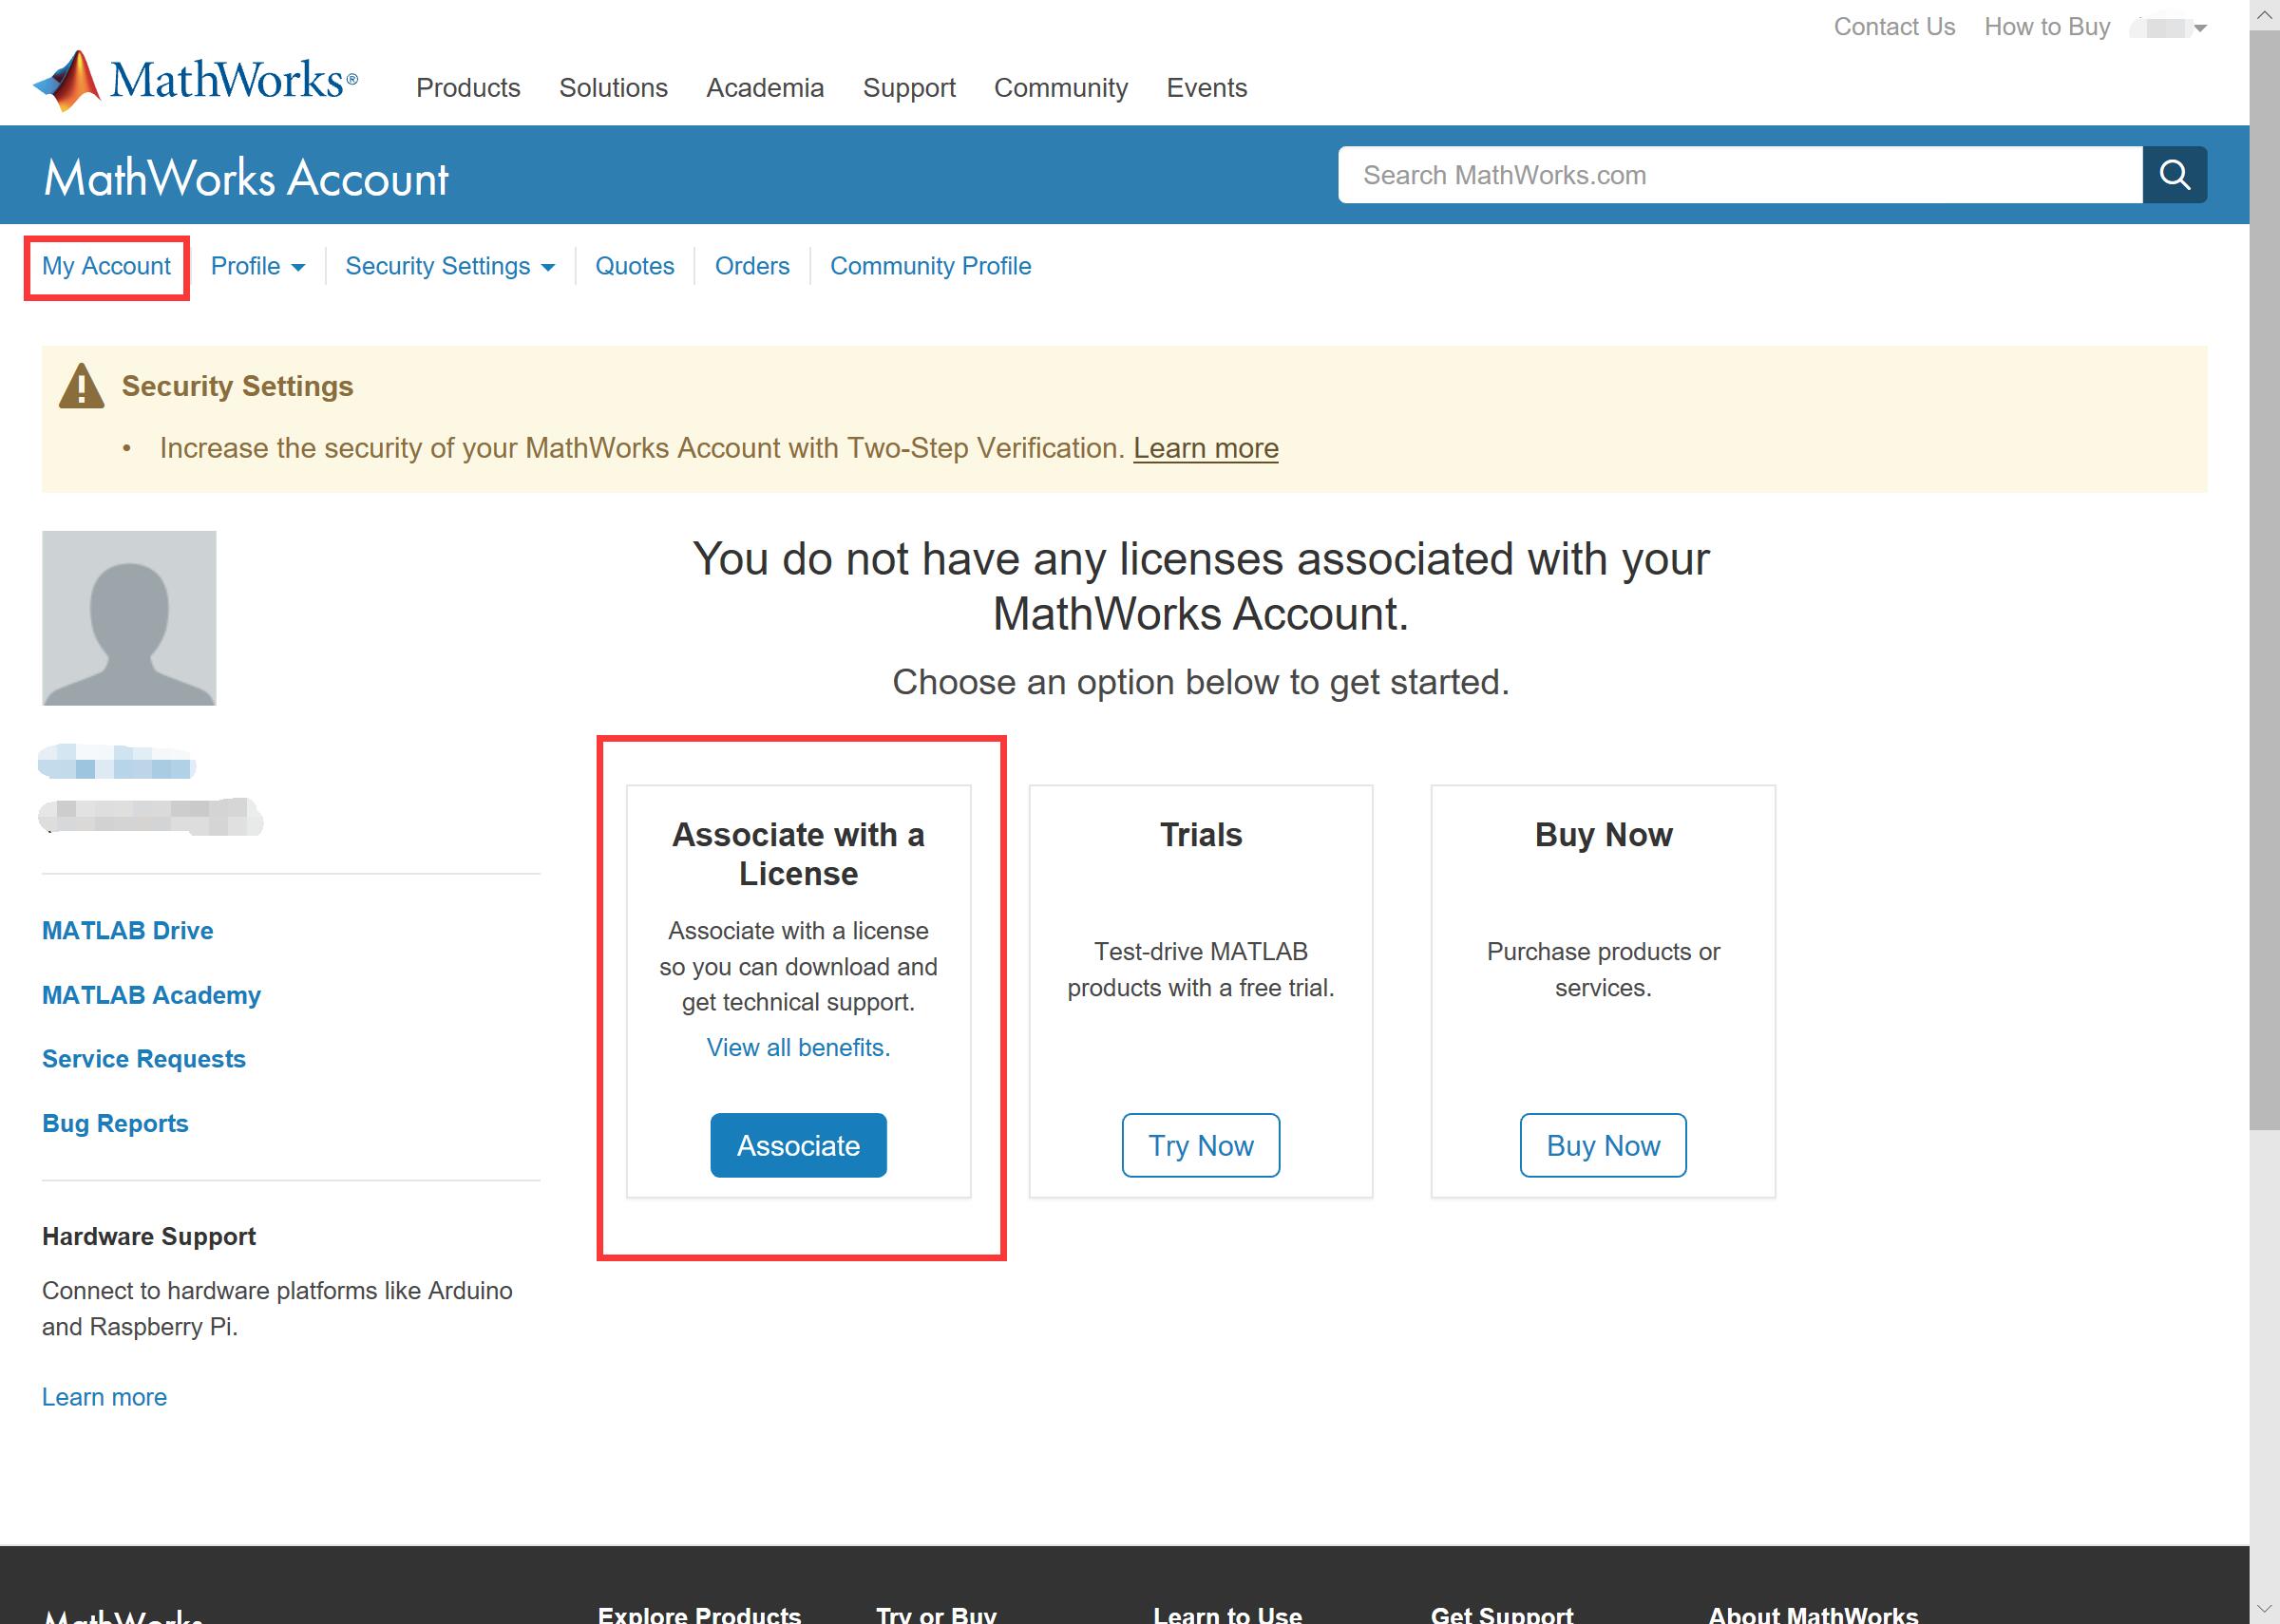 Contact Us How to Buy
MathWorks®
Products Solutions Academia Support Community Events
MathWorks Account
Search MathWorks.com
My Account Profile Security Settings Quotes Orders Community Profile
Security Settings
• Increase the security of your MathWorks Account with Two-Step Verification. Learn more
You do not have any licenses associated with your
MathWorks Account.
Choose an option below to get started.
MATLAB Drive
MATLAB Academy
Service Requests
Bug Reports
Hardware Support
Connect to hardware platforms like Arduino
and Raspberry Pi.
Learn more
Associate with a
License
Associate with a license
so you can download and
get technical support.
View all benefits.
Associate
Trials
Test-drive MATLAB
products with a free trial.
Try Now
Buy Now
Purchase products or
services.
Buy Now
MathWorks
Explore Products Try or Buy Learn to Use Get Support About MathWorks